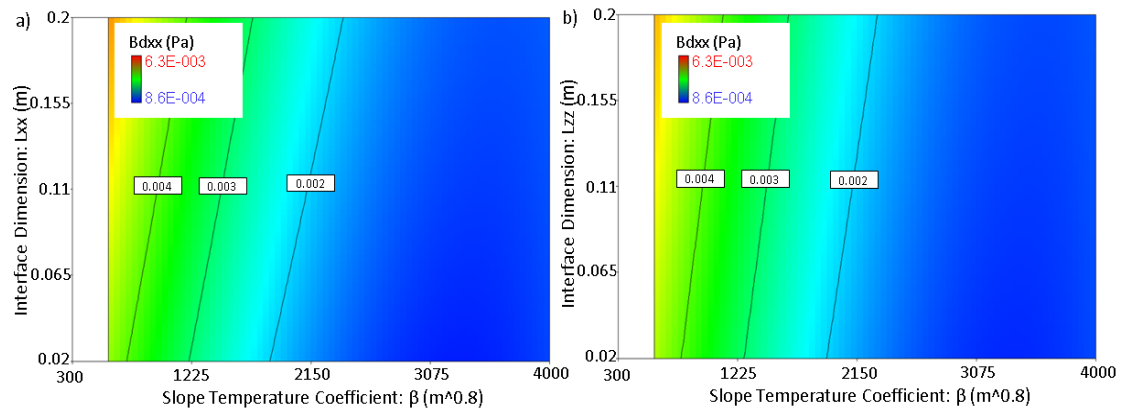 a)
Interface Dimension: Lxx (m)
0.2
0.155
0.11
0.065
0.02
Bdxx (Pa)
6.3E-003
8.6E-004
0.004
0.003
0.002
300
1225
2150
3075
4000
Slope Temperature Coefficient: β (m^0.8)
b)
Interface Dimension: Lzz (m)
0.2
0.155
0.11
0.065
0.02
Bdxx (Pa)
6.3E-003
8.6E-004
0.004
0.003
0.002
300
1225
2150
3075
4000
Slope Temperature Coefficient: β (m^0.8)